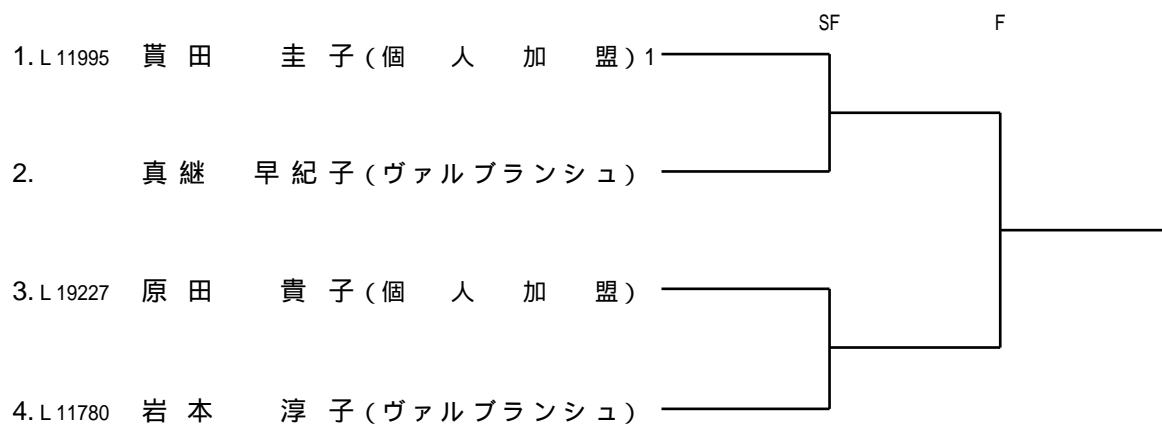 SF F
1. L 11995 貰田 圭子(個人加盟) 1
2. 真継 早紀子(ヴァルブランシュ)
3. L 19227 原田 貴子(個人加盟)
4. L 11780 岩本 淳子(ヴァルブランシュ)